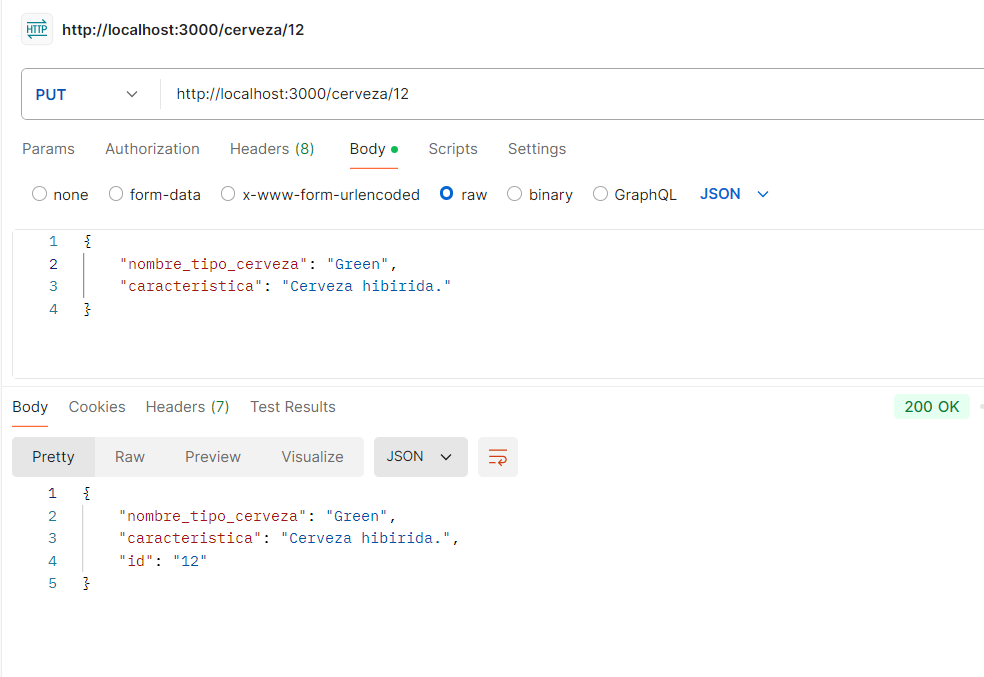 HTTP http://localhost:3000/cerveza/12
PUT http://localhost:3000/cerveza/12
Params Authorization Headers (8) Body Scripts Settings
none form-data x-www-form-urlencoded raw binary GraphQL JSON
1 {
2 "nombre_tipo_cerveza": "Green",
3 "caracteristica": "Cerveza hibirida."
4 }
Body Cookies Headers (7) Test Results 200 OK
Pretty Raw Preview Visualize JSON
1 {
2 "nombre_tipo_cerveza": "Green",
3 "caracteristica": "Cerveza hibirida.",
4 "id": "12"
5 }